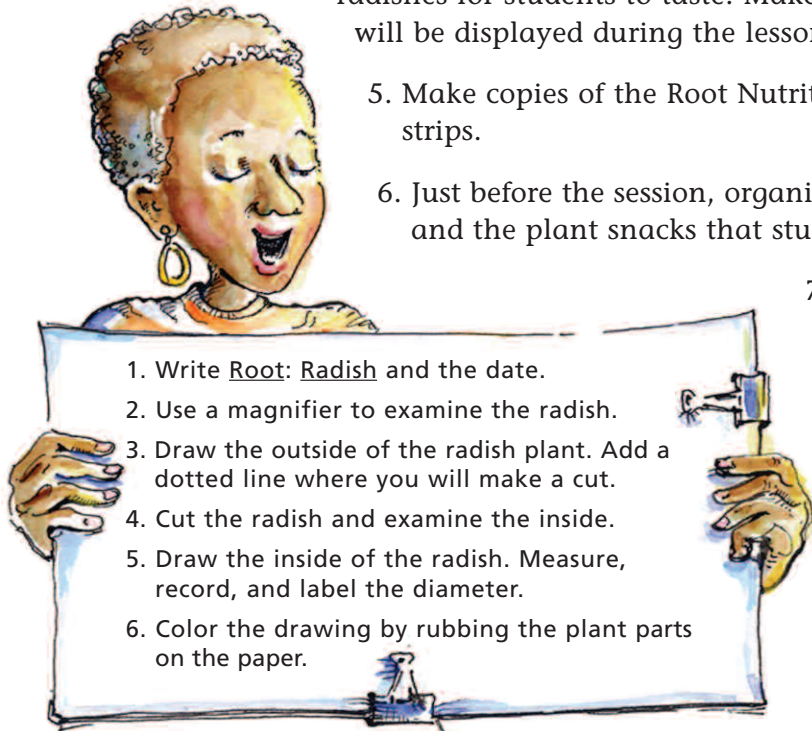 radishes for students to taste. Make
will be displayed during the lesson
5. Make copies of the Root Nutrit
strips.
6. Just before the session, organi
and the plant snacks that stu
7
1. Write Root: Radish and the date.
2. Use a magnifier to examine the radish.
3. Draw the outside of the radish plant. Add a
dotted line where you will make a cut.
4. Cut the radish and examine the inside.
5. Draw the inside of the radish. Measure,
record, and label the diameter.
6. Color the drawing by rubbing the plant parts
on the paper.